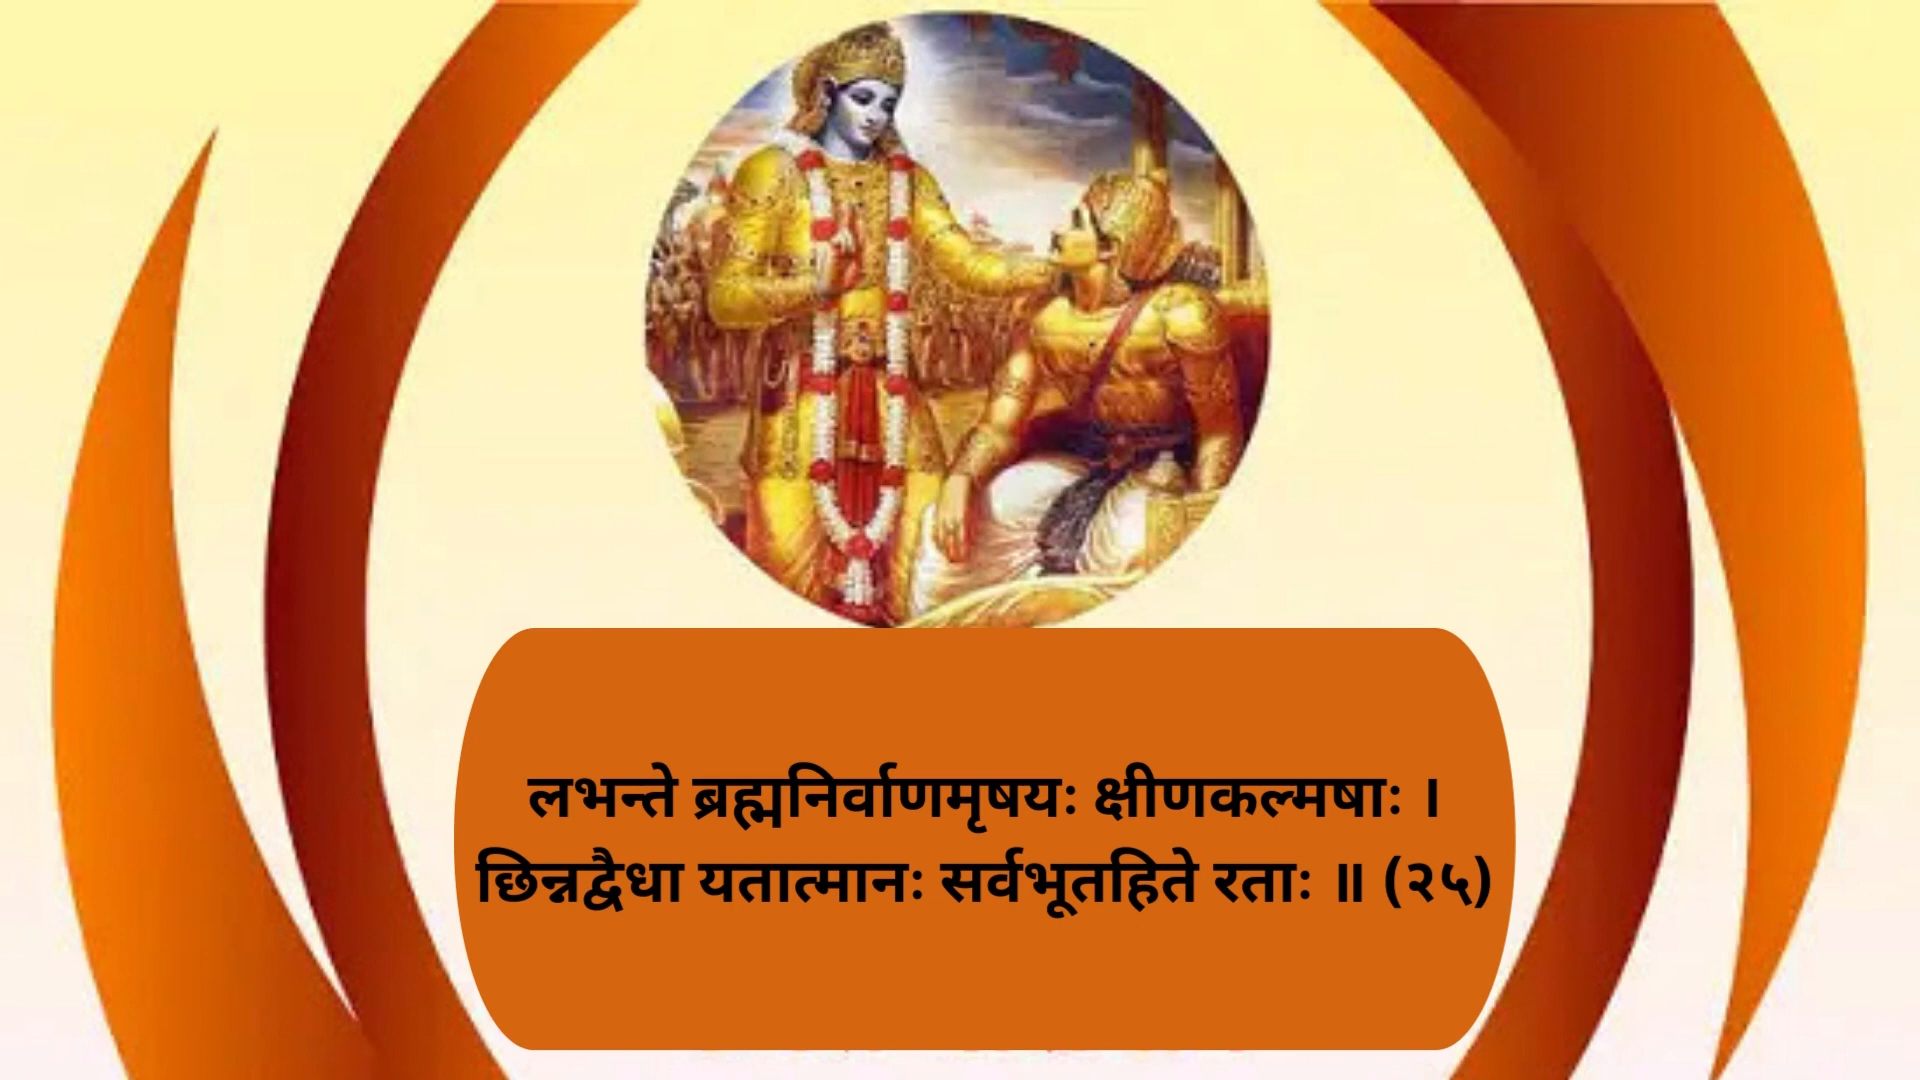 लभन्ते ब्रह्मनिर्वाणमृषयः क्षीणकल्मषाः ।
छिन्नद्वैधा यतात्मानः सर्वभूतहिते रताः ॥ (२५)